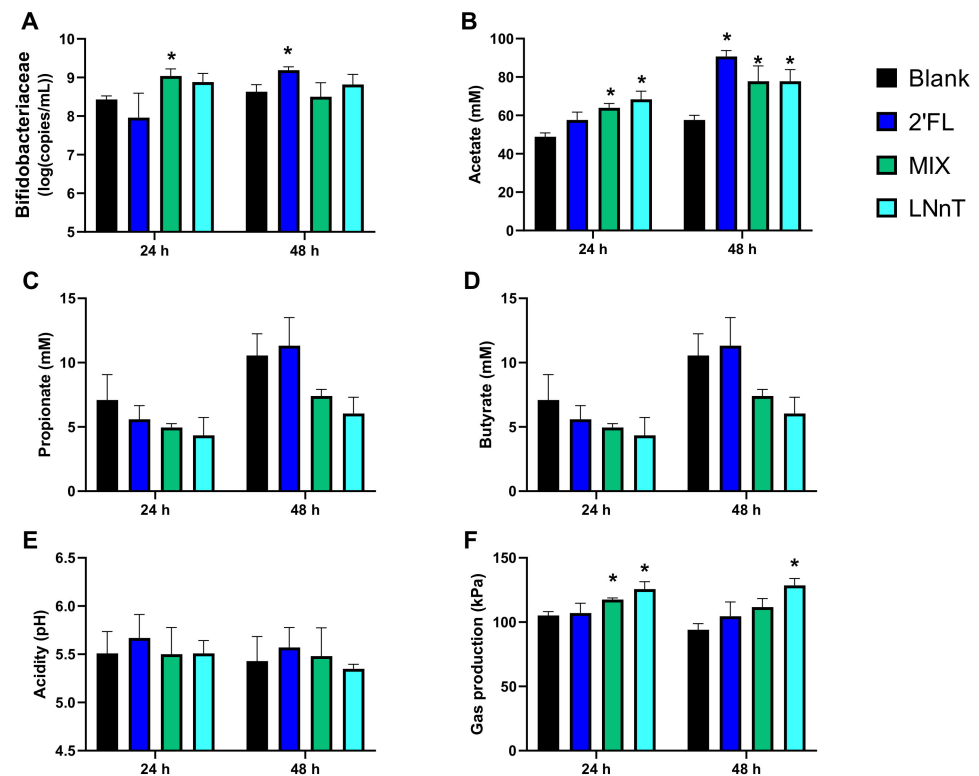 A
Bifidobacteriaceae
(log(copies/mL))
10
9
8
7
6
5
*
*
24 h
48 h
B
Acetate (mM)
100
80
60
40
20
0
*
*
*
*
*
24 h
48 h
Blank
2'FL
MIX
LNnT
C
Propionate (mM)
15
10
5
0
24 h
48 h
D
Butyrate (mM)
15
10
5
0
24 h
48 h
E
Acidity (pH)
6.5
6.0
5.5
5.0
4.5
24 h
48 h
F
Gas production (kPa)
150
100
50
0
*
*
*
24 h
48 h